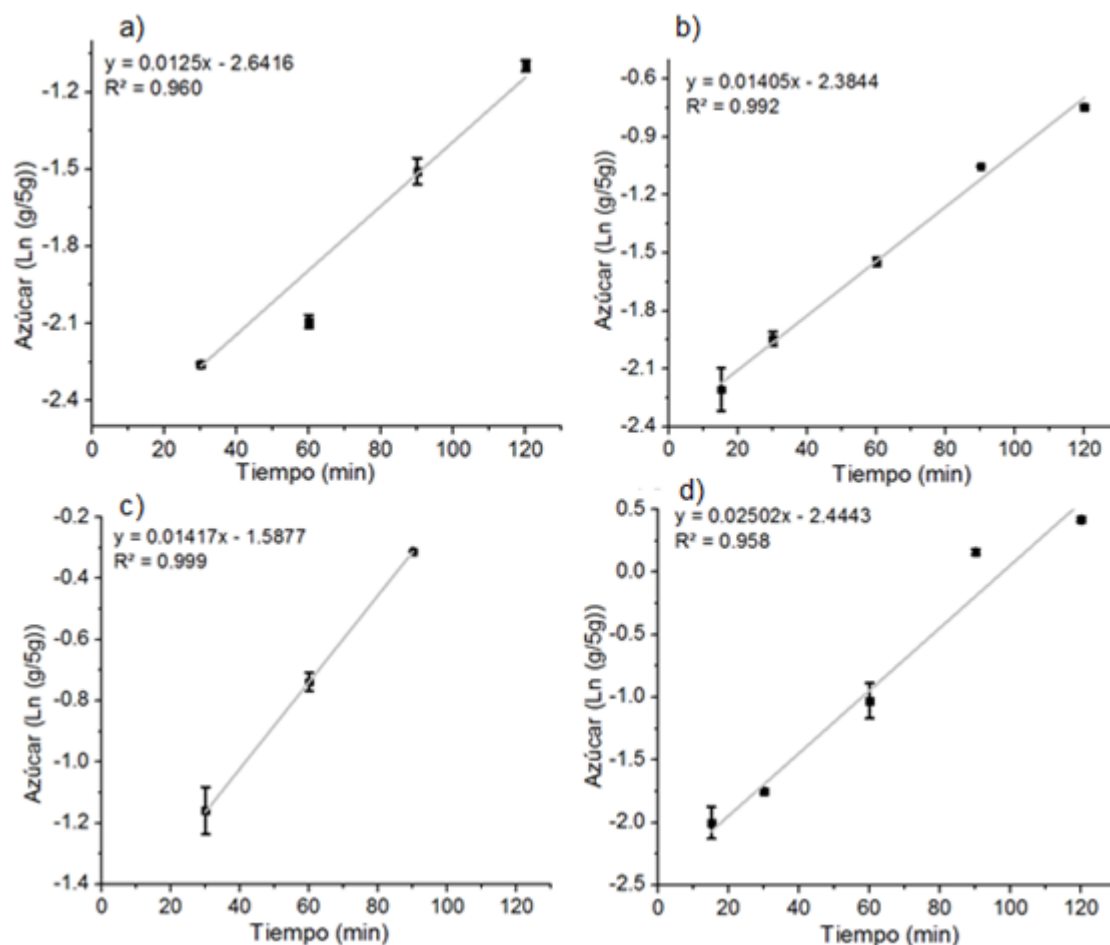 a)
y = 0.0125x - 2.6416
R² = 0.960
Azúcar (Ln (g/5g))
-1.2
-1.5
-1.8
-2.1
-2.4
0 20 40 60 80 100 120
Tiempo (min)
b)
y = 0.01405x - 2.3844
R² = 0.992
Azúcar (Ln (g/5g))
-0.6
-0.9
-1.2
-1.5
-1.8
-2.1
-2.4
0 20 40 60 80 100 120
Tiempo (min)
c)
y = 0.01417x - 1.5877
R² = 0.999
Azúcar (Ln (g/5g))
-0.2
-0.4
-0.6
-0.8
-1.0
-1.2
-1.4
0 20 40 60 80 100 120
Tiempo (min)
d)
y = 0.02502x - 2.4443
R² = 0.958
Azúcar (Ln (g/5g))
0.5
0.0
-0.5
-1.0
-1.5
-2.0
-2.5
0 20 40 60 80 100 120
Tiempo (min)